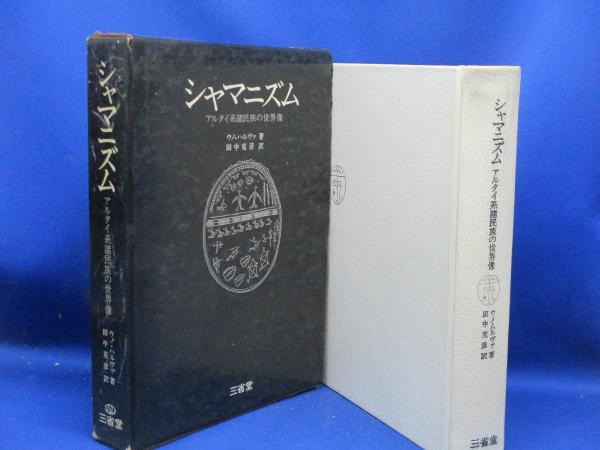 シャマニズム
アルタイ系諸民族の世界像
ウノ・ハルヴァ著
田中克彦訳
三省堂
シャマニズム
アルタイ系諸民族の世界像
ウノ・ハルヴァ 著
田中克彦 訳
三省堂
シャマニズム
アルタイ系諸民族の世界像
ウノ・ハルヴァ著
田中克彦訳
三省堂